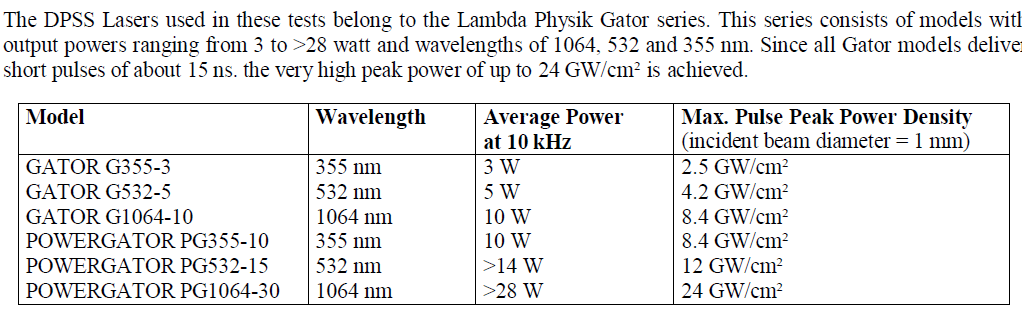 The DPSS Lasers used in these tests belong to the Lambda Physik Gator series. This series consists of models with
output powers ranging from 3 to >28 watt and wavelengths of 1064, 532 and 355 nm. Since all Gator models deliver
short pulses of about 15 ns. the very high peak power of up to 24 GW/cm² is achieved.
Model Wavelength Average Power at 10 kHz Max. Pulse Peak Power Density (incident beam diameter = 1 mm)
GATOR G355-3 355 nm 3 W 2.5 GW/cm²
GATOR G532-5 532 nm 5 W 4.2 GW/cm²
GATOR G1064-10 1064 nm 10 W 8.4 GW/cm²
POWERGATOR PG355-10 355 nm 10 W 8.4 GW/cm²
POWERGATOR PG532-15 532 nm >14 W 12 GW/cm²
POWERGATOR PG1064-30 1064 nm >28 W 24 GW/cm²